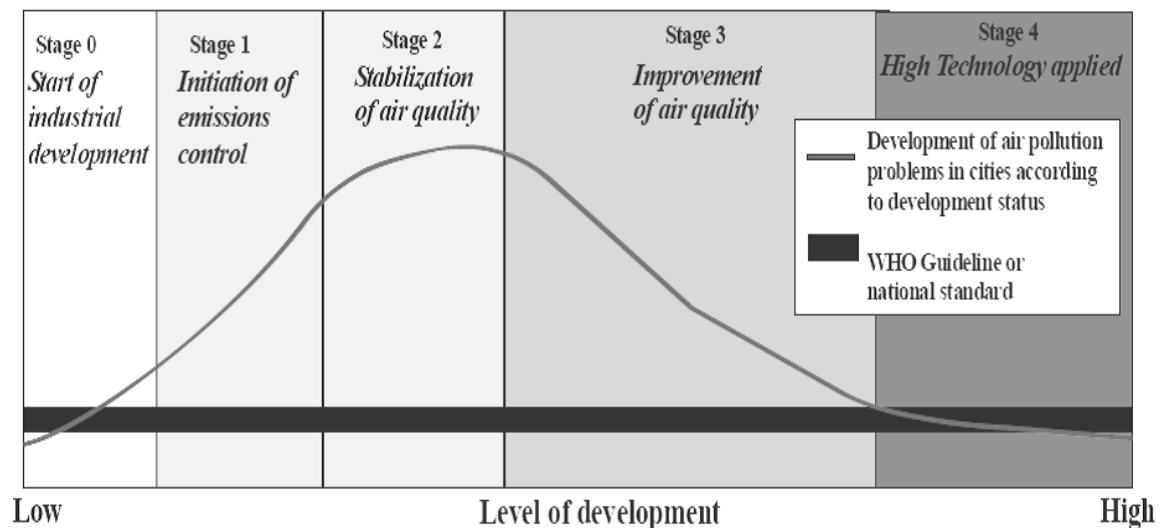 Stage 0
Start of
industrial
development
Stage 1
Initiation of
emissions
control
Stage 2
Stabilization
of air quality
Stage 3
Improvement
of air quality
Stage 4
High Technology applied
Development of air pollution
problems in cities according
to development status
WHO Guideline or
national standard
Low
Level of development
High